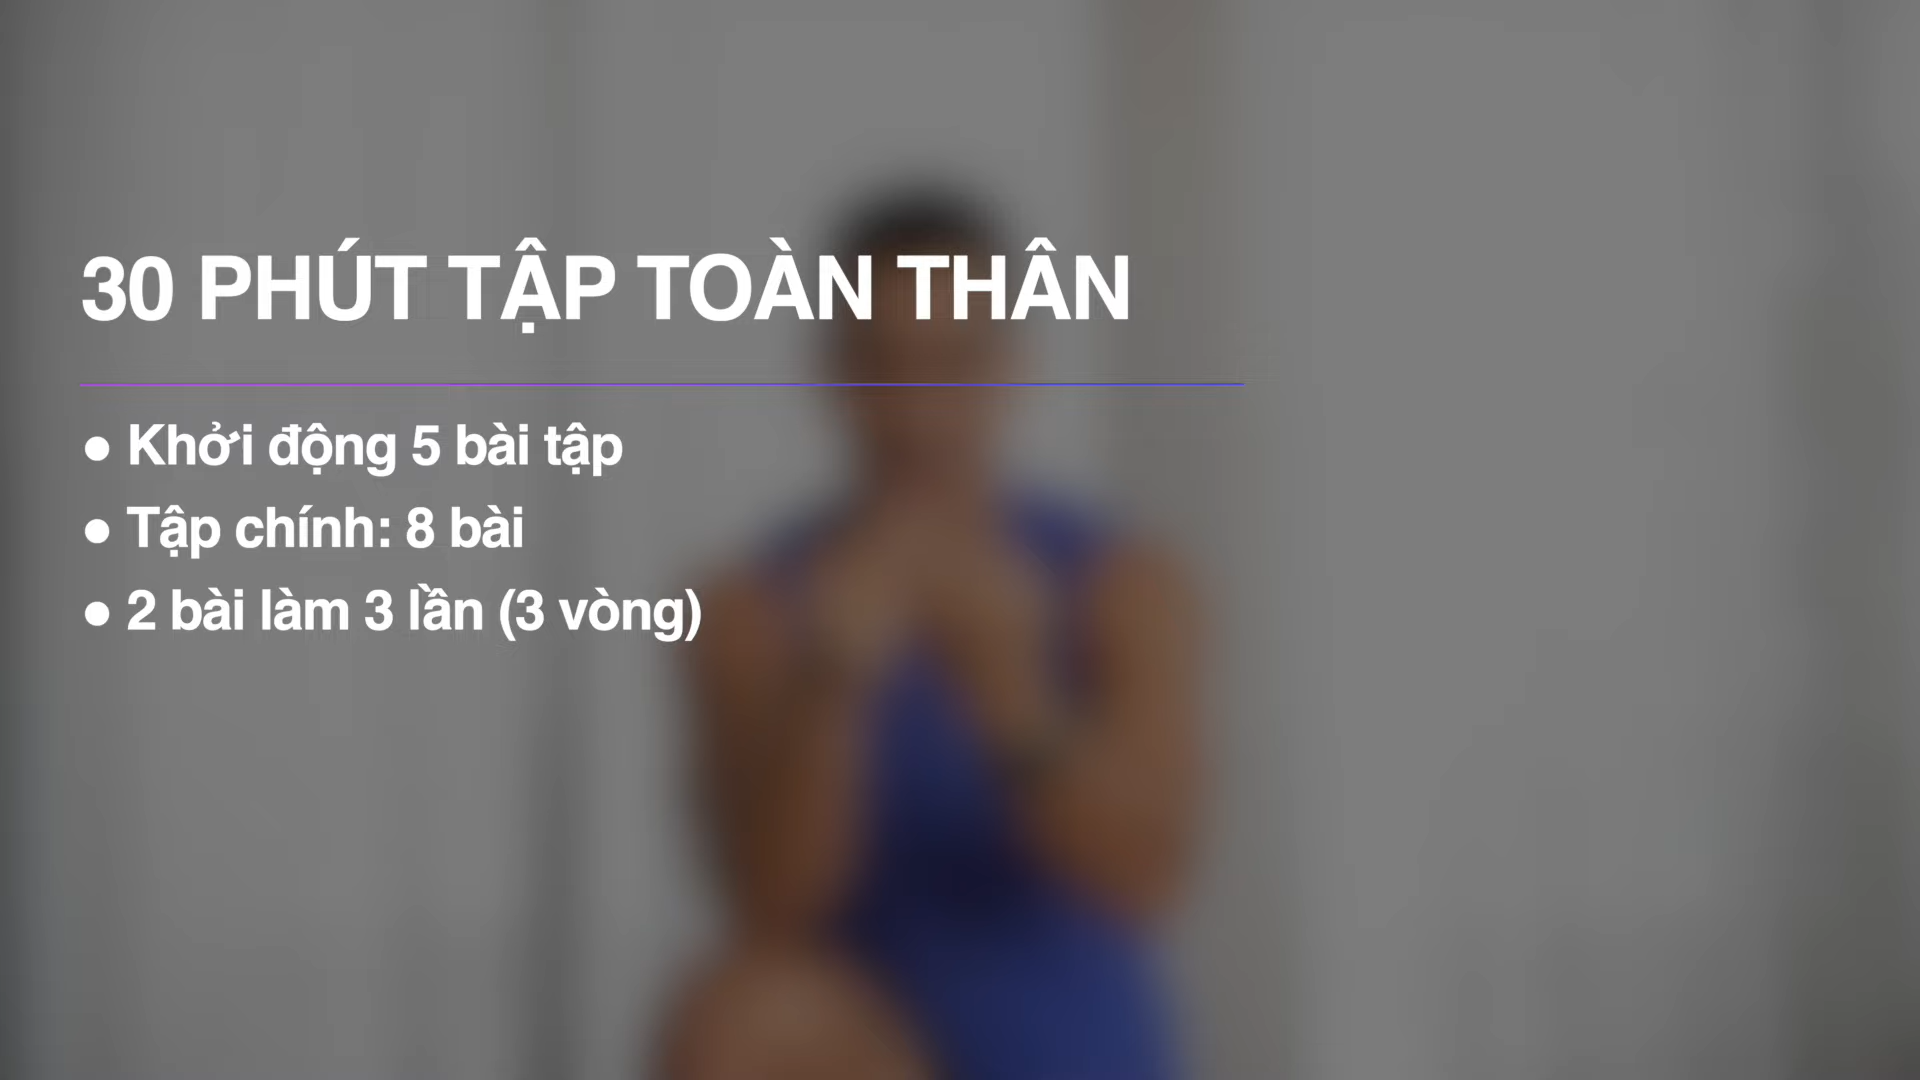 30 PHÚT TẬP TOÀN THÂN
● Khởi động 5 bài tập
● Tập chính: 8 bài
● 2 bài làm 3 lần (3 vòng)